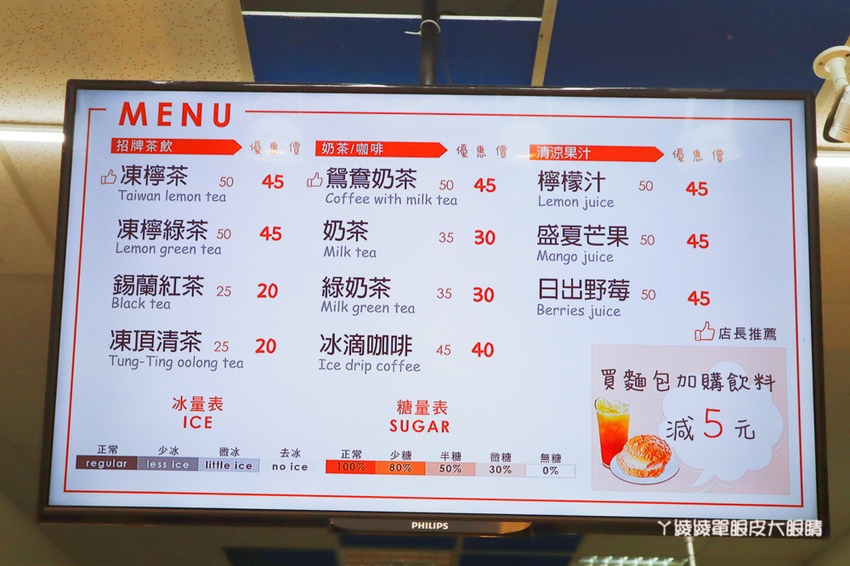 MENU
招牌茶飲 優惠價
凍檸茶 50 45
Taiwan lemon tea
凍檸綠茶 50 45
Lemon green tea
錫蘭紅茶 25 20
Black tea
凍頂清茶 25 20
Tung-Ting oolong tea
奶茶/咖啡 優惠價
鴛鴦奶茶 50 45
Coffee with milk tea
奶茶 35 30
Milk tea
綠奶茶 35 30
Milk green tea
冰滴咖啡 45 40
Ice drip coffee
清涼果汁 優惠價
檸檬汁 50 45
Lemon juice
盛夏芒果 50 45
Mango juice
日出野莓 50 45
Berries juice
店長推薦
冰量表
ICE
正常 少冰 微冰 去冰
regular less ice little ice no ice
糖量表
SUGAR
正常 少糖 半糖 微糖 無糖
100% 80% 50% 30% 0%
買麵包加購飲料
減5元
PHILIPS
ㄚ綾綾單眼皮大眼睛